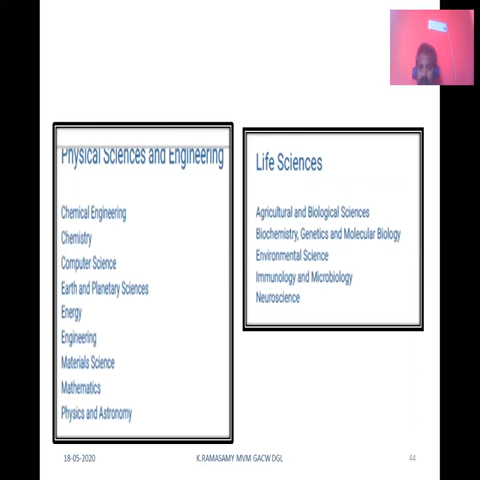 Physical Sciences and Engineering
Chemical Engineering
Chemistry
Computer Science
Earth and Planetary Sciences
Energy
Engineering
Materials Science
Mathematics
Physics and Astronomy
Life Sciences
Agricultural and Biological Sciences
Biochemistry, Genetics and Molecular Biology
Environmental Science
Immunology and Microbiology
Neuroscience
18-05-2020
K.RAMASAMY MVM GACW DGL
44